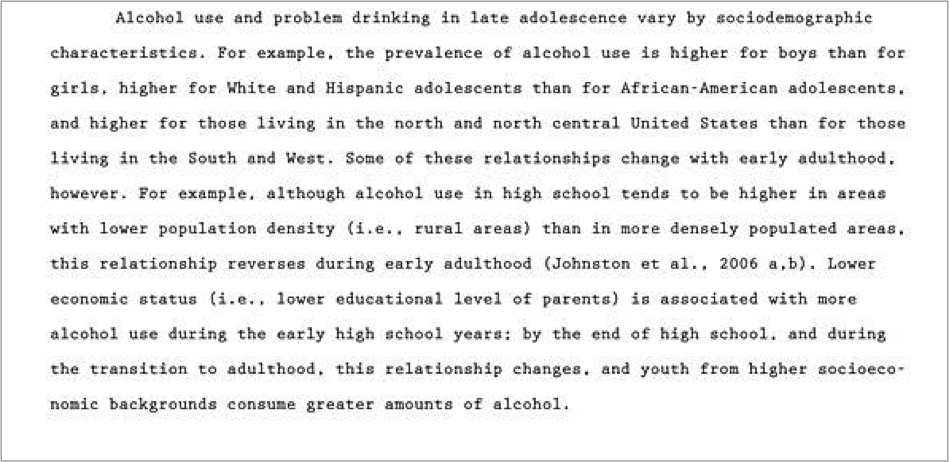 Alcohol use and problem drinking in late adolescence vary by sociodemographic
characteristics. For example, the prevalence of alcohol use is higher for boys than for
girls, higher for White and Hispanic adolescents than for African-American adolescents,
and higher for those living in the north and north central United States than for those
living in the South and West. Some of these relationships change with early adulthood,
however. For example, although alcohol use in high school tends to be higher in areas
with lower population density (i.e., rural areas) than in more densely populated areas,
this relationship reverses during early adulthood (Johnston et al., 2006 a,b). Lower
economic status (i.e., lower educational level of parents) is associated with more
alcohol use during the early high school years; by the end of high school, and during
the transition to adulthood, this relationship changes, and youth from higher socioeco-
nomic backgrounds consume greater amounts of alcohol.